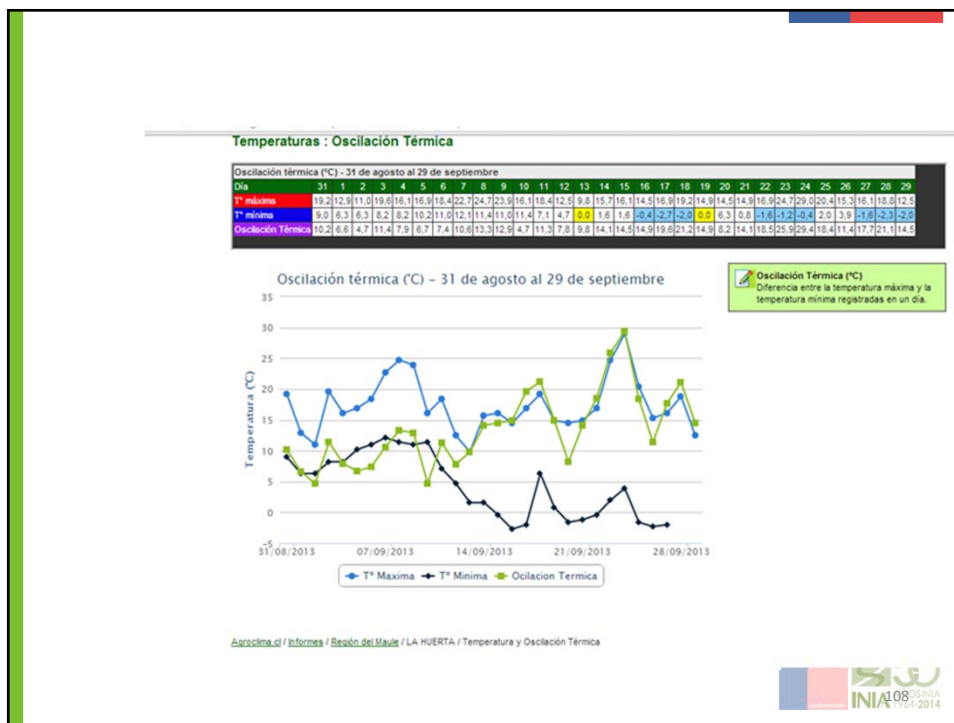 Temperaturas : Oscilación Térmica
Oscilación térmica (ºC) - 31 de agosto al 29 de septiembre
Día 31 1 2 3 4 5 6 7 8 9 10 11 12 13 14 15 16 17 18 19 20 21 22 23 24 25 26 27 28 29
Tº máxima 19,2 12,9 11,0 19,6 16,1 16,9 18,4 22,7 24,7 23,9 16,1 18,4 12,5 9,8 15,7 16,1 14,5 16,9 19,2 14,9 14,5 14,9 16,9 24,7 29,0 20,4 15,3 16,1 18,8 12,5
Tº mínima 9,0 6,3 6,3 8,2 8,2 10,2 11,0 12,1 11,4 11,0 11,4 7,1 4,7 0,0 1,6 1,6 -0,4 -2,7 -2,0 0,0 6,3 0,8 -1,6 -1,2 -0,4 2,0 3,9 -1,6 -2,3 -2,0
Oscilación Térmica 10,2 6,6 4,7 11,4 7,9 6,7 7,4 10,6 13,3 12,9 4,7 11,3 7,8 9,8 14,1 14,5 14,9 19,6 21,2 14,9 8,2 14,1 18,5 25,9 29,4 18,4 11,4 17,7 21,1 14,5
Oscilación térmica (°C) – 31 de agosto al 29 de septiembre
Oscilación Térmica (ºC)
Diferencia entre la temperatura máxima y la
temperatura mínima registradas en un día.
35
30
25
20
15
10
5
0
-5
Temperatura (°C)
31/08/2013 07/09/2013 14/09/2013 21/09/2013 28/09/2013
T° Maxima T° Minima Ocilacion Termica
Agroclima.cl / Informes / Región del Maule / LA HUERTA / Temperatura y Oscilación Térmica
108
INIA 1964-2014